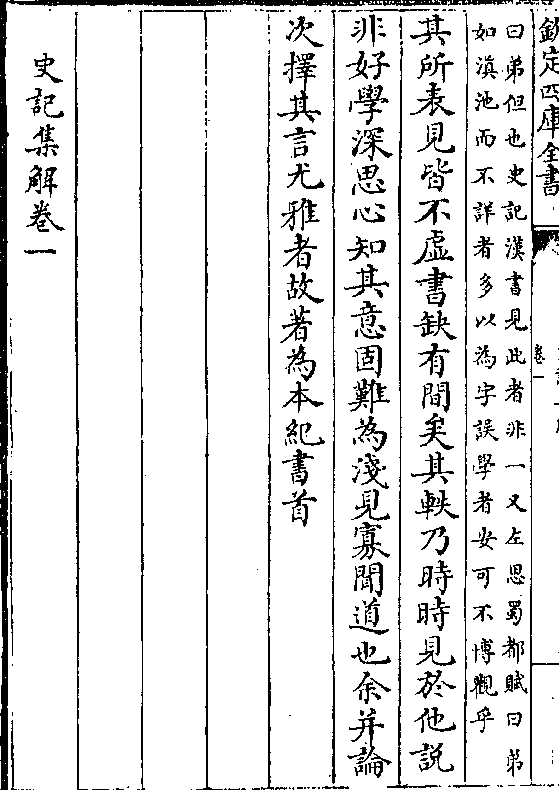 欽定四庫全書
卷一
曰弟但也史記漢書見此者非一又左思蜀都賦曰弟
如滇池而不詳者多以為字誤學者安可不博觀乎
其所表見皆不虛書缺有間矣其軼乃時時見於他說
非好學深思心知其意固難為淺見寡聞道也余并論
次擇其言尤雅者故著為本紀書首
史記集解卷一